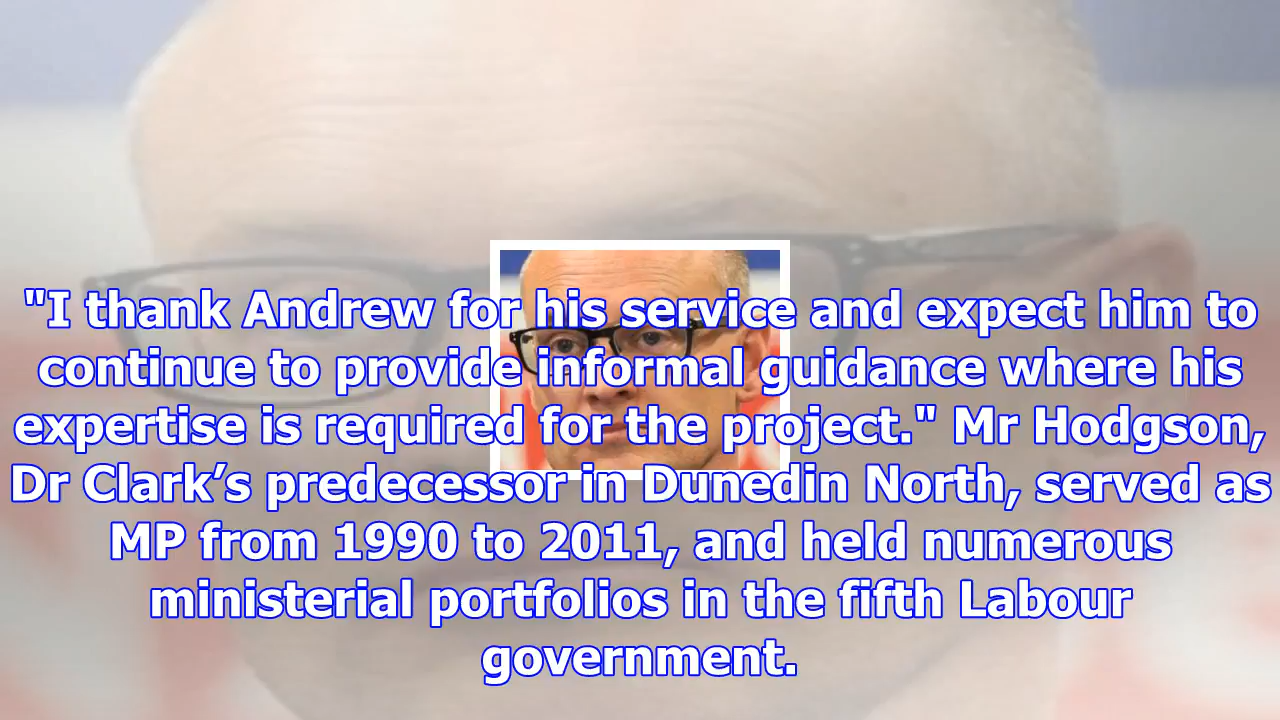 "I thank Andrew for his service and expect him to
continue to provide informal guidance where his
expertise is required for the project." Mr Hodgson,
Dr Clark’s predecessor in Dunedin North, served as
MP from 1990 to 2011, and held numerous
ministerial portfolios in the fifth Labour
government.